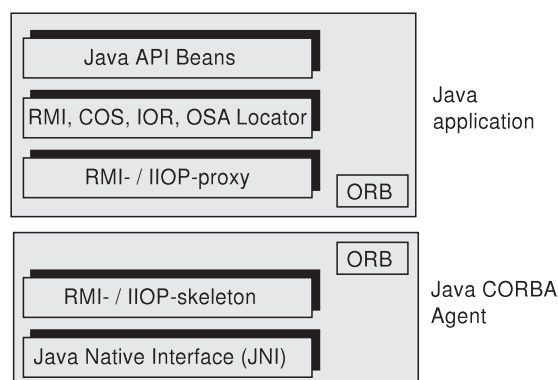 Java API Beans
RMI, COS, IOR, OSA Locator
RMI- / IIOP-proxy
ORB
Java
application
ORB
RMI- / IIOP-skeleton
Java Native Interface (JNI)
Java CORBA
Agent